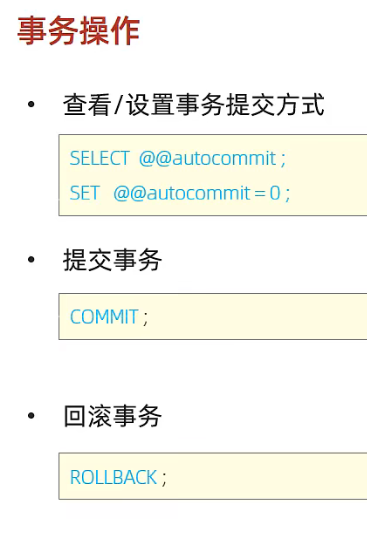 事务操作
• 查看/设置事务提交方式
SELECT @@autocommit ;
SET @@autocommit = 0 ;
• 提交事务
COMMIT ;
• 回滚事务
ROLLBACK ;